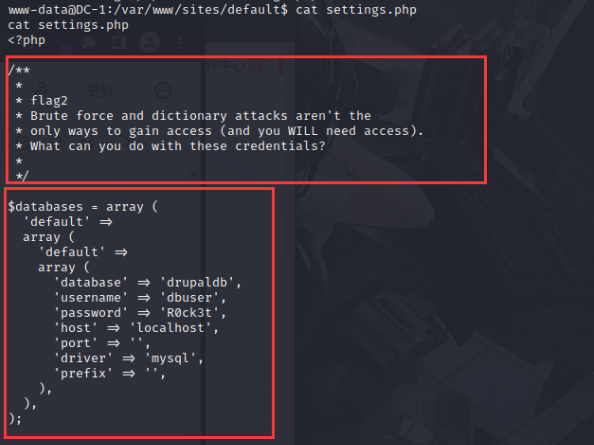 www-data@DC-1:/var/www/sites/default$ cat settings.php
cat settings.php
<?php
/**
 *
 * flag2
 * Brute force and dictionary attacks aren't the
 * only ways to gain access (and you WILL need access).
 * What can you do with these credentials?
 *
 */
$databases = array (
  'default' =>
  array (
    'default' =>
    array (
      'database' => 'drupaldb',
      'username' => 'dbuser',
      'password' => 'R0ck3t',
      'host' => 'localhost',
      'port' => '',
      'driver' => 'mysql',
      'prefix' => '',
    ),
  ),
);
更新